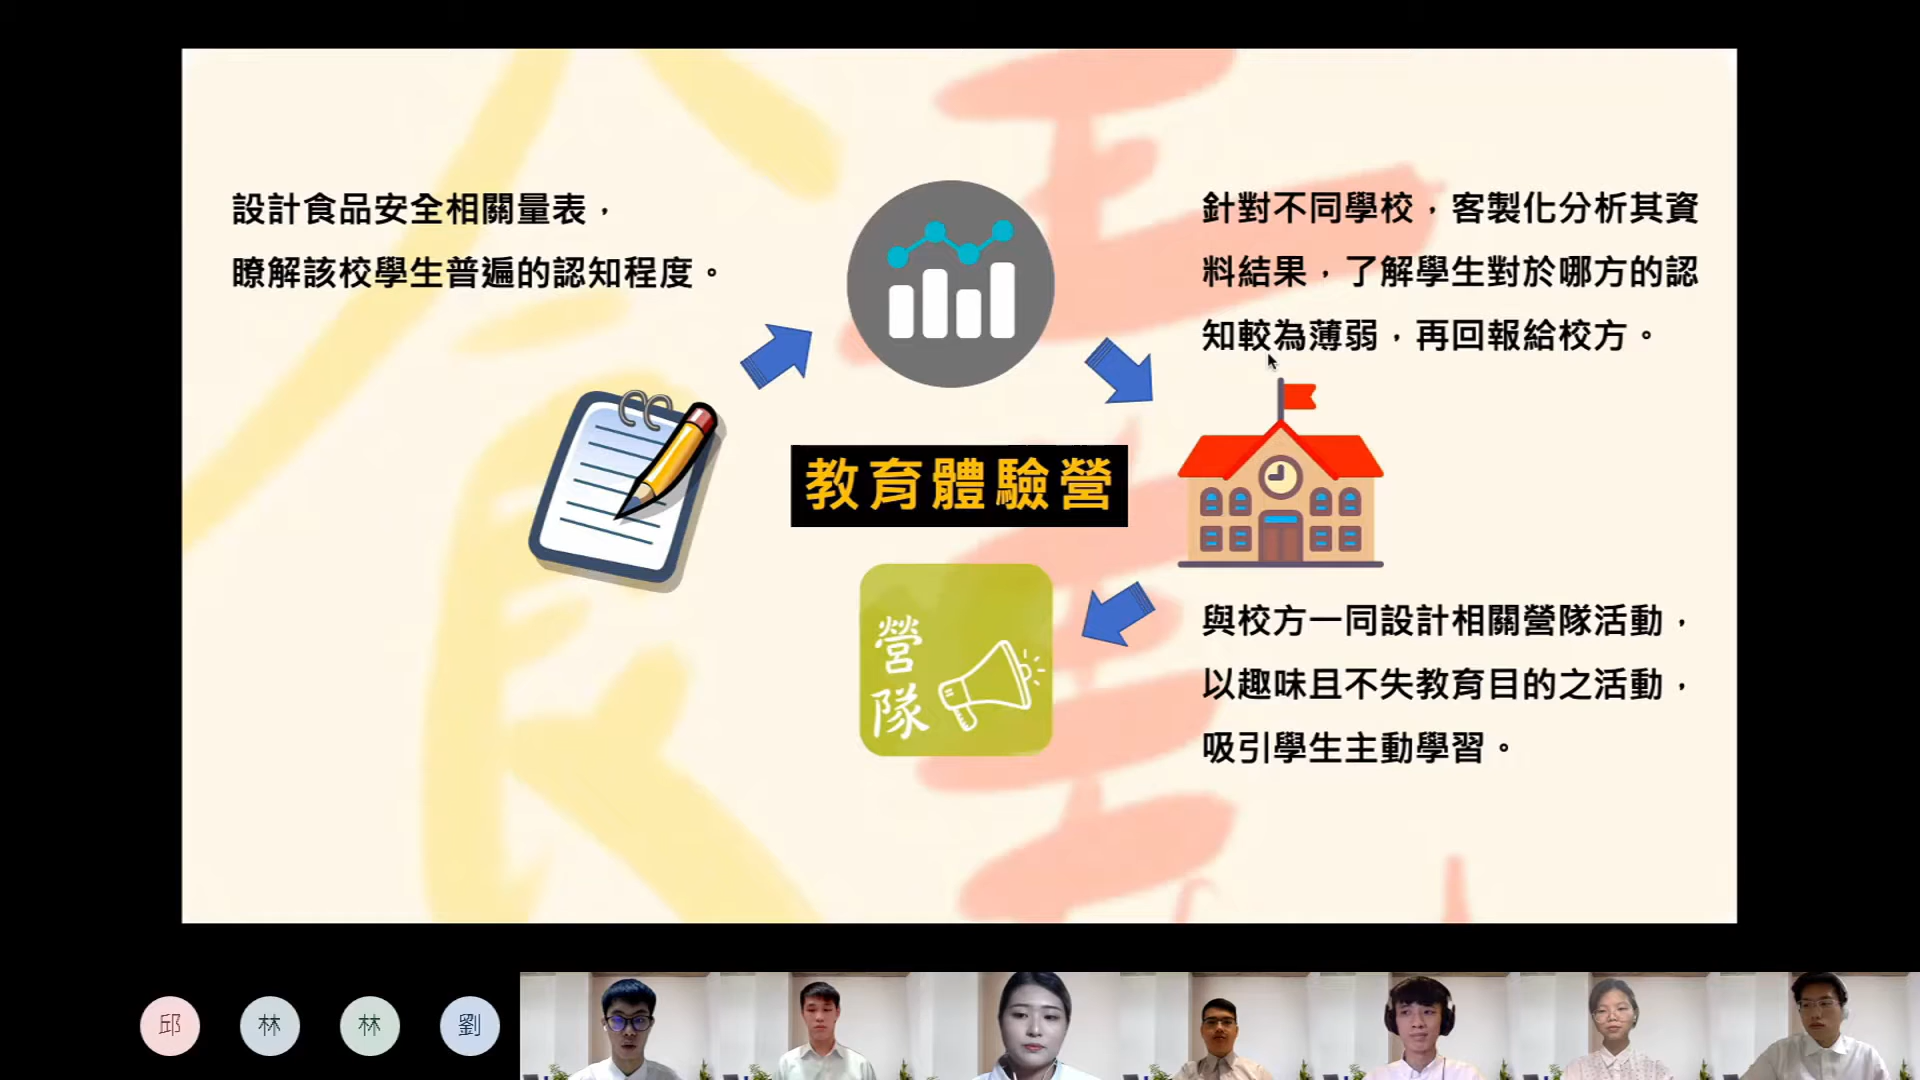 設計食品安全相關量表，
瞭解該校學生普遍的認知程度。
針對不同學校，客製化分析其資
料結果，了解學生對於哪方的認
知較為薄弱，再回報給校方。
教育體驗營
營
隊
與校方一同設計相關營隊活動，
以趣味且不失教育目的之活動，
吸引學生主動學習。
邱
林
林
劉